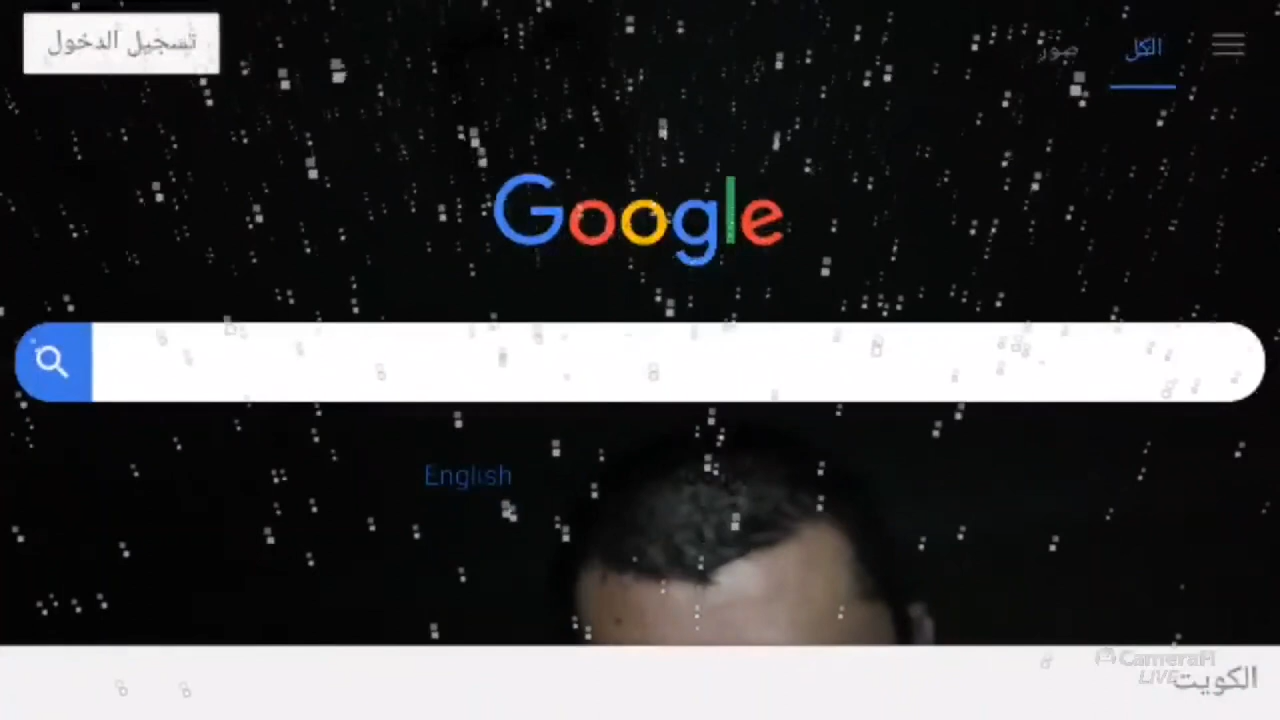 تسجيل الدخول
الكل صور
Google
English
CameraFi
LIVE
الكويت